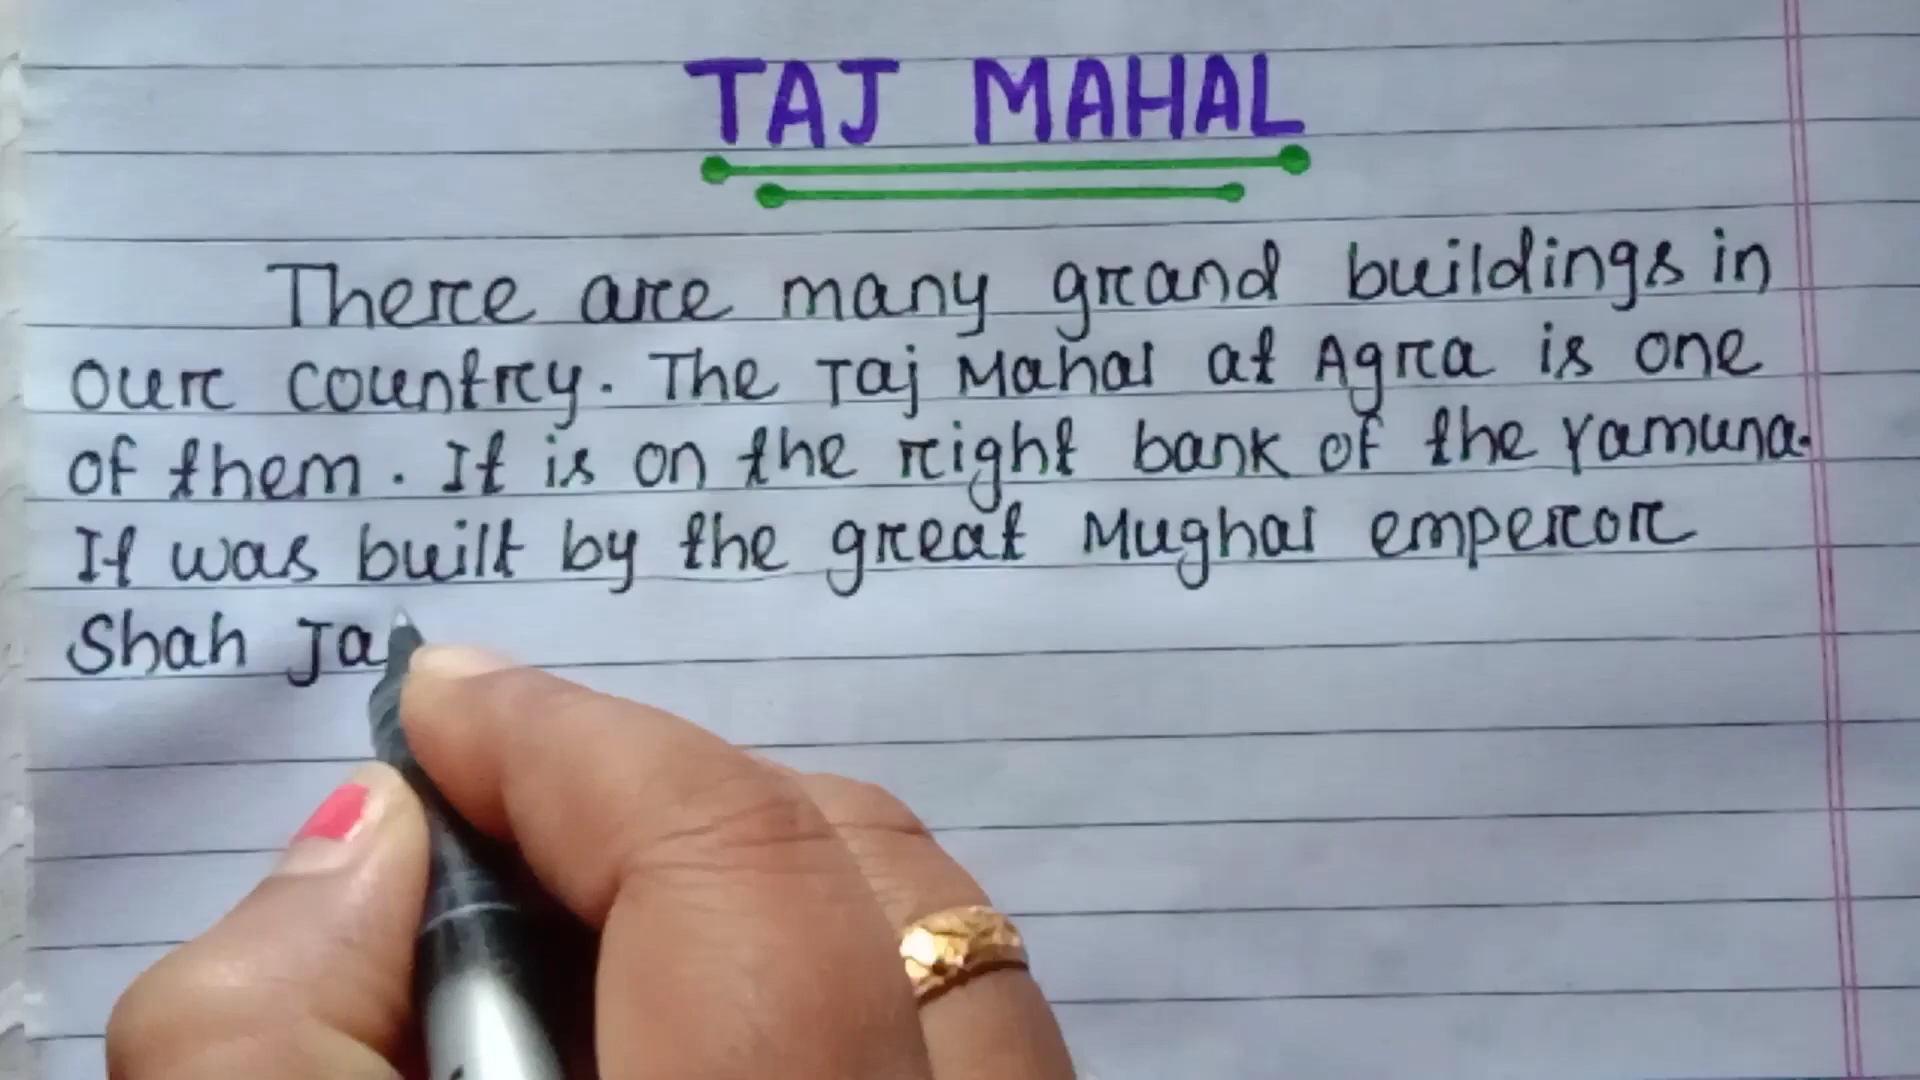 TAJ MAHAL
There are many grand buildings in
our country. The Taj Mahal at Agra is one
of them. It is on the right bank of the Yamuna.
It was built by the great Mughal emperor
Shah Ja